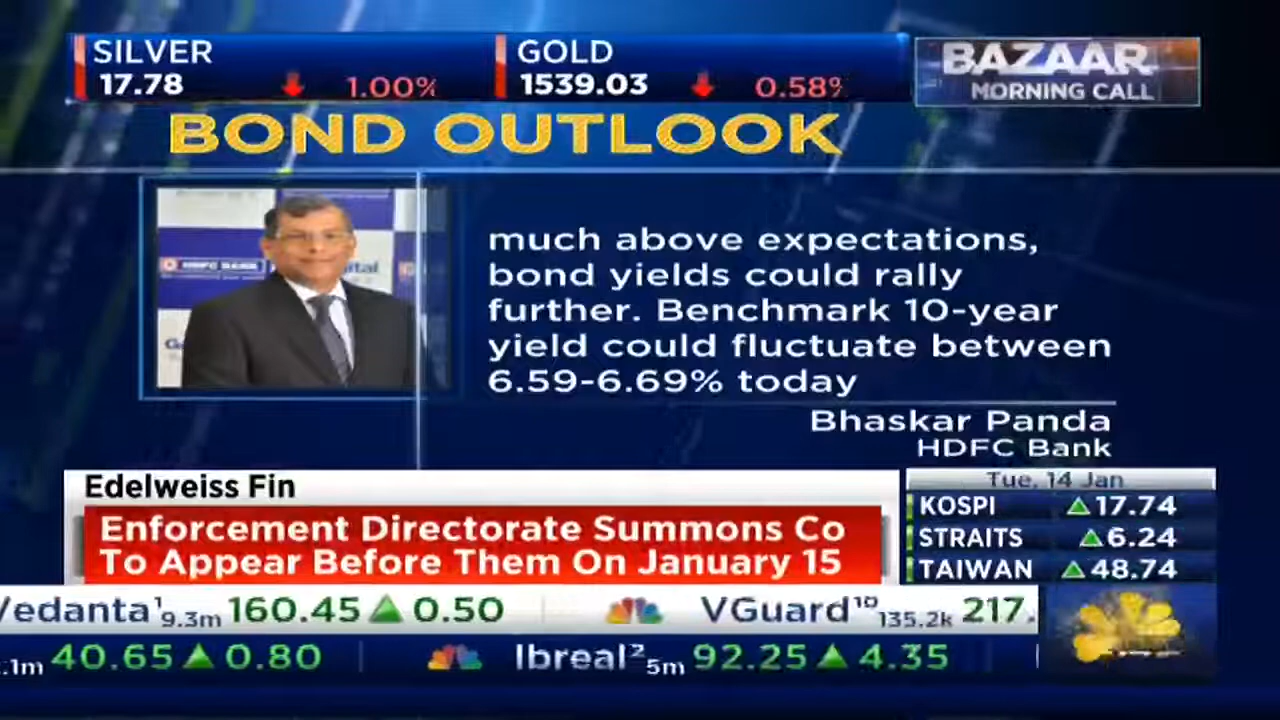 SILVER
17.78 1.00%
GOLD
1539.03 0.58%
BAZAAR
MORNING CALL
BOND OUTLOOK
HDFC BANK
much above expectations,
bond yields could rally
further. Benchmark 10-year
yield could fluctuate between
6.59-6.69% today
Bhaskar Panda
HDFC Bank
Edelweiss Fin
Enforcement Directorate Summons Co
To Appear Before Them On January 15
Tue, 14 Jan
KOSPI 17.74
STRAITS 6.24
TAIWAN 48.74
Vedanta¹ 9.3m 160.45 0.50 VGuard 135.2k 217.
.1m 40.65 0.80 Ibreal² 5m 92.25 4.35